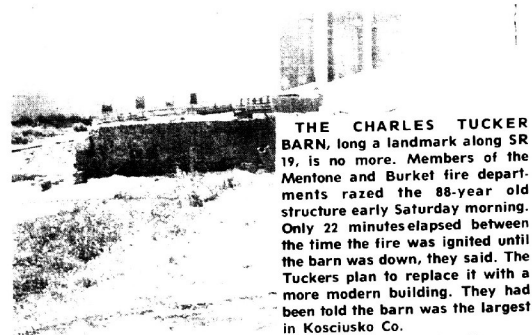 THE CHARLES TUCKER
BARN, long a landmark along SR
19, is no more. Members of the
Mentone and Burket fire depart-
ments razed the 88-year old
structure early Saturday morning.
Only 22 minutes elapsed between
the time the fire was ignited until
the barn was down, they said. The
Tuckers plan to replace it with a
more modern building. They had
been told the barn was the largest
in Kosciusko Co.